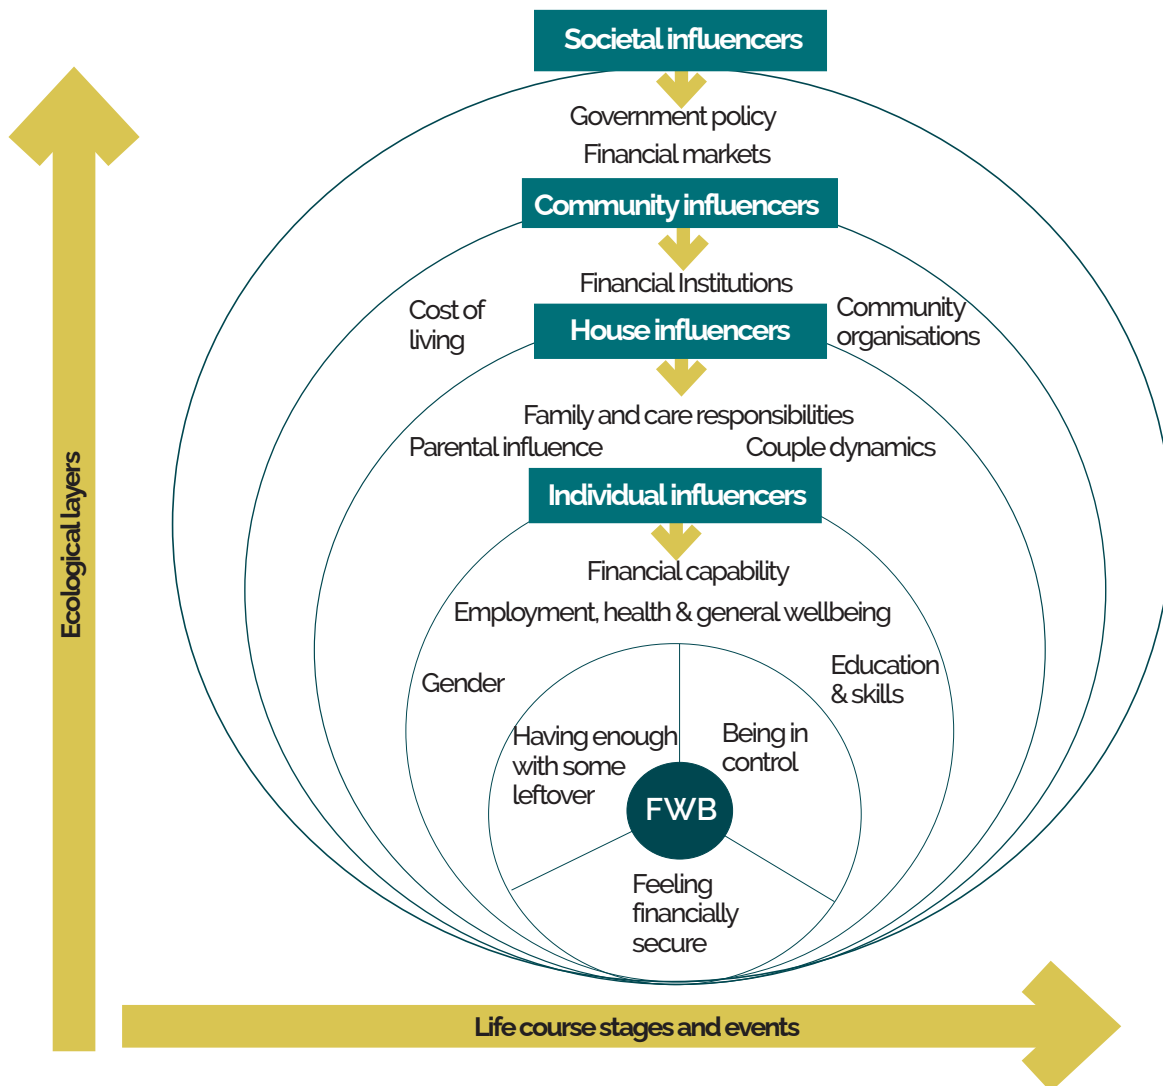 Societal influencers
Government policy
Financial markets
Community influencers
Financial Institutions
Cost of
living
Community
organisations
House influencers
Family and care responsibilities
Parental influence
Couple dynamics
Individual influencers
Financial capability
Employment, health & general wellbeing
Gender
Education
& skills
Having enough
with some
leftover
Being in
control
FWB
Feeling
financially
secure
Ecological layers
Life course stages and events